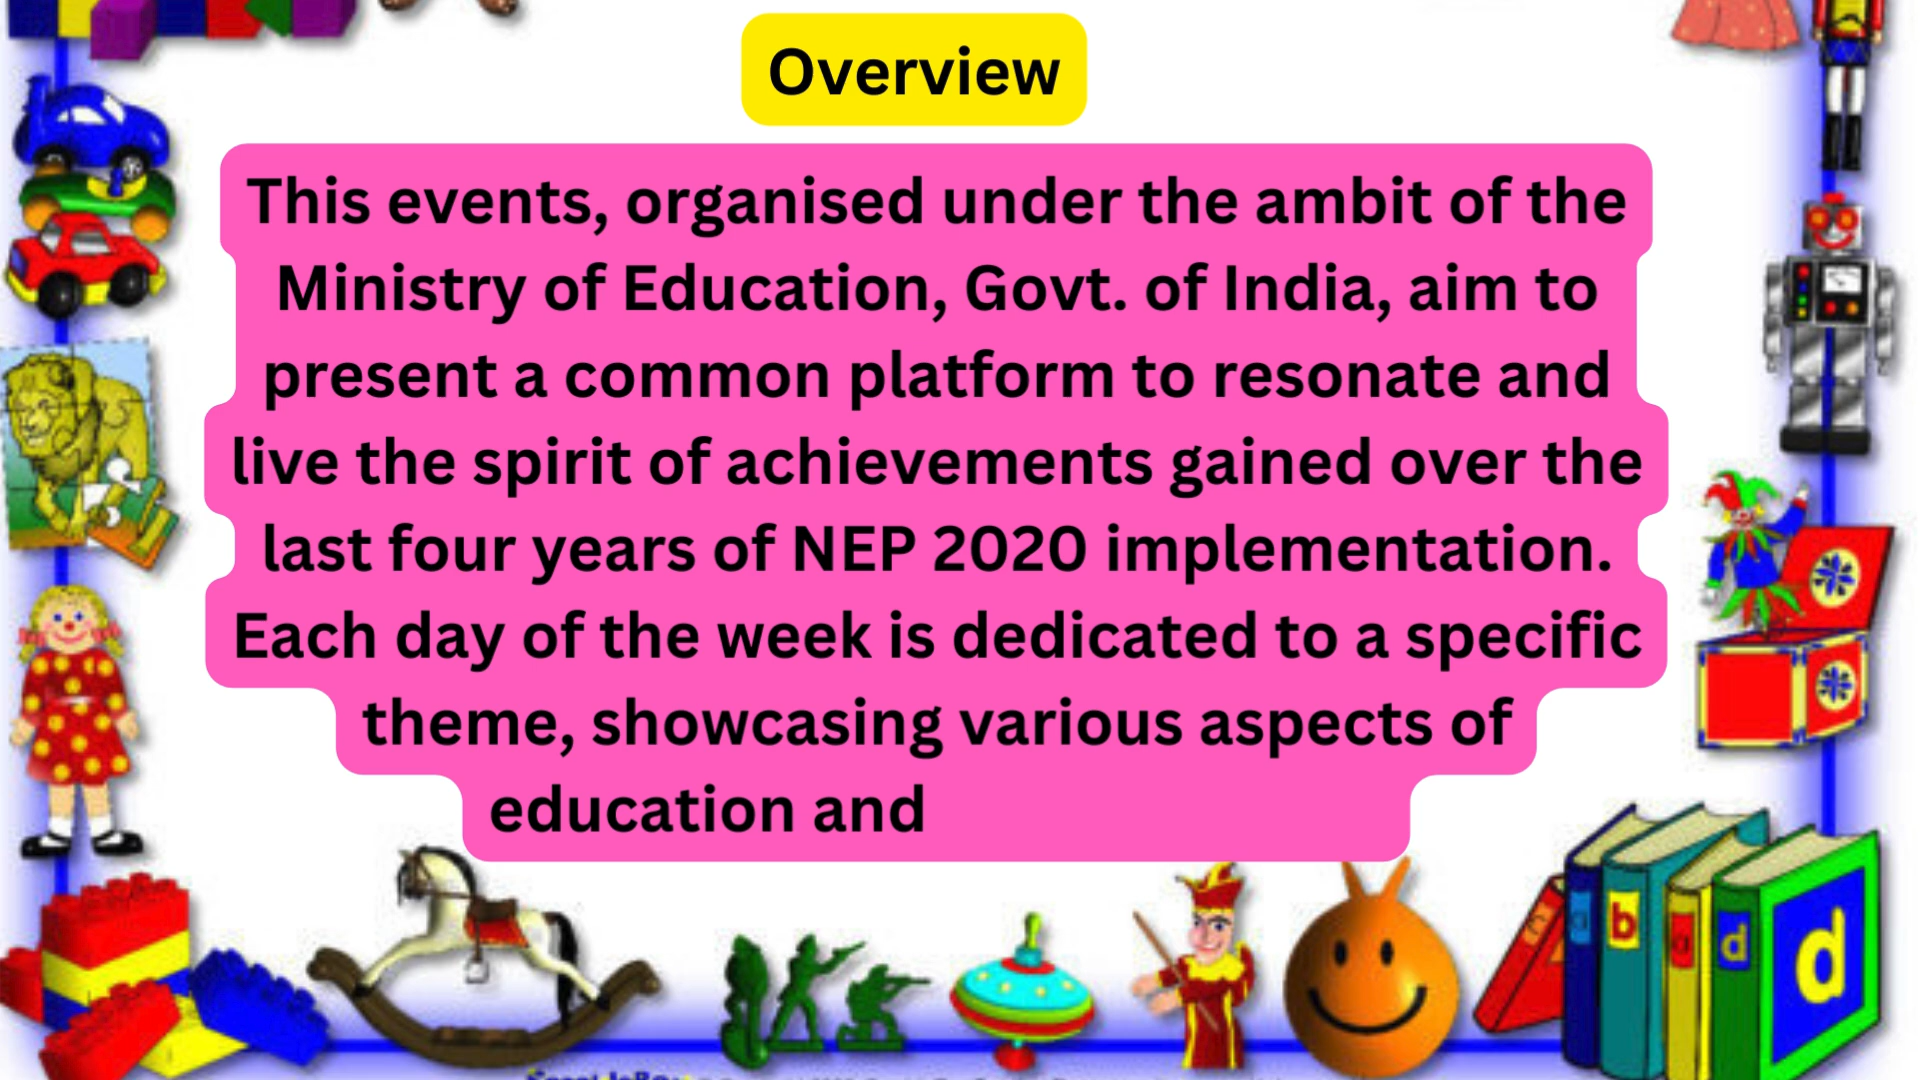 Overview
This events, organised under the ambit of the
Ministry of Education, Govt. of India, aim to
present a common platform to resonate and
live the spirit of achievements gained over the
last four years of NEP 2020 implementation.
Each day of the week is dedicated to a specific
theme, showcasing various aspects of
education and
b
a
d
d